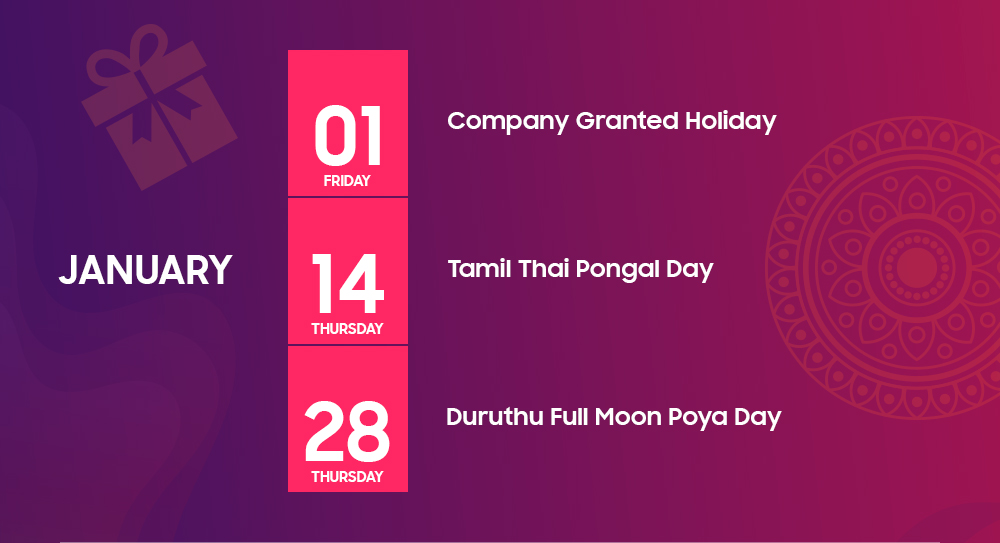 JANUARY
01
FRIDAY
Company Granted Holiday
14
THURSDAY
Tamil Thai Pongal Day
28
THURSDAY
Duruthu Full Moon Poya Day